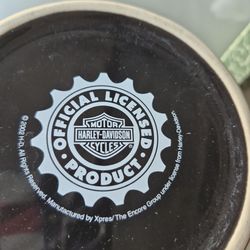 OFFICIAL LICENSED
MOTOR
HARLEY-DAVIDSON
CYCLES
• PRODUCT •
© 2002 H-D, All Rights Reserved. Manufactured by Xpres/The Encore Group under license from Harley-Davidson